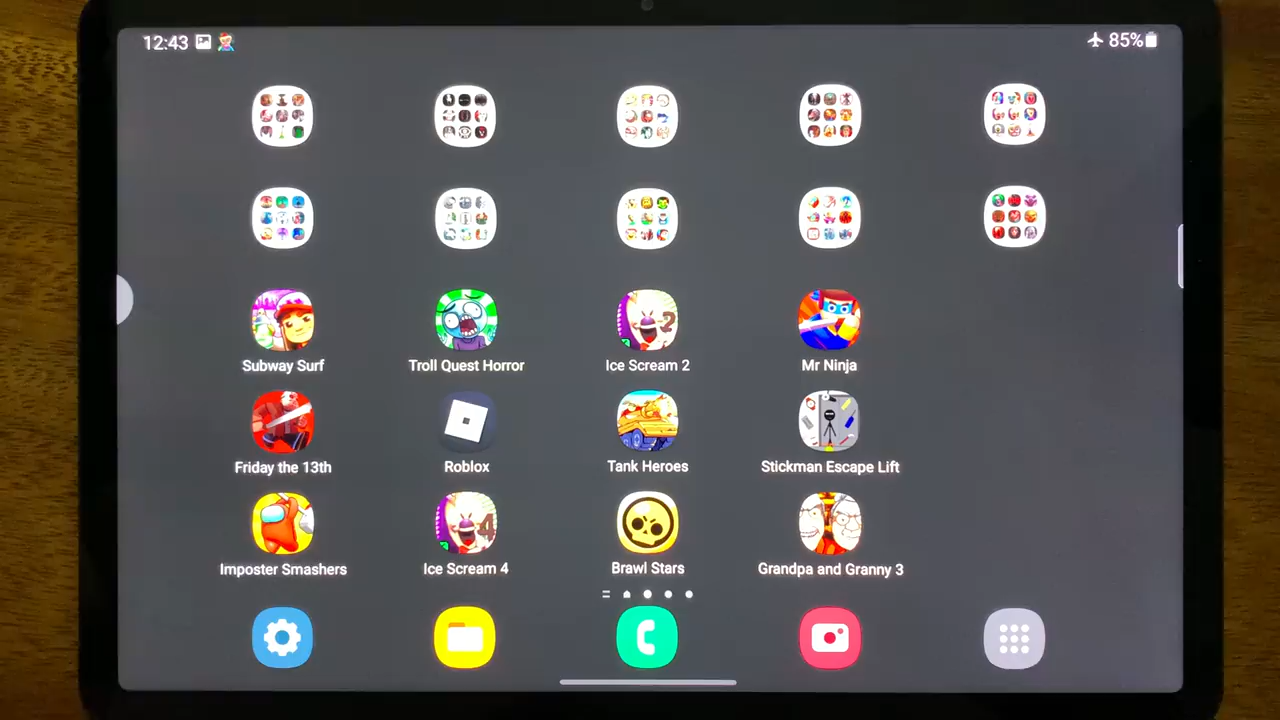 12:43
85%
Subway Surf
Troll Quest Horror
Ice Scream 2
Mr Ninja
Friday the 13th
Roblox
Tank Heroes
Stickman Escape Lift
Imposter Smashers
Ice Scream 4
Brawl Stars
Grandpa and Granny 3